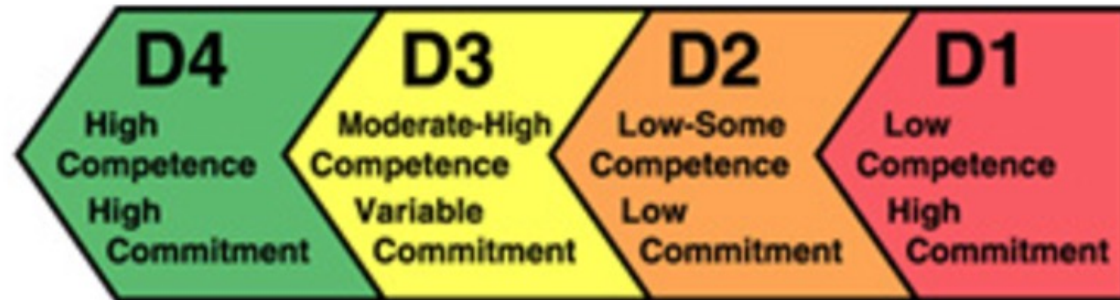 D4
High
Competence
High
Commitment
D3
Moderate-High
Competence
Variable
Commitment
D2
Low-Some
Competence
Low
Commitment
D1
Low
Competence
High
Commitment